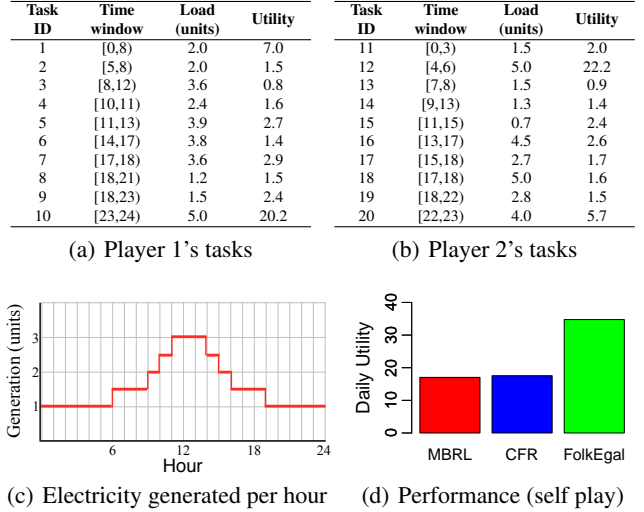 Task ID Time window Load (units) Utility
1 [0,8) 2.0 7.0
2 [5,8) 2.0 1.5
3 [8,12) 3.6 0.8
4 [10,11) 2.4 1.6
5 [11,13) 3.9 2.7
6 [14,17) 3.8 1.4
7 [17,18) 3.6 2.9
8 [18,21) 1.2 1.5
9 [18,23) 1.5 2.4
10 [23,24) 5.0 20.2
(a) Player 1's tasks
Task ID Time window Load (units) Utility
11 [0,3) 1.5 2.0
12 [4,6) 5.0 22.2
13 [7,8) 1.5 0.9
14 [9,13) 1.3 1.4
15 [11,15) 0.7 2.4
16 [13,17) 4.5 2.6
17 [15,18) 2.7 1.7
18 [17,18) 5.0 1.6
19 [18,22) 2.8 1.5
20 [22,23) 4.0 5.7
(b) Player 2's tasks
Generation (units)
3
2
1
6 12 18 24
Hour
(c) Electricity generated per hour
Daily Utility
40
30
20
10
0
MBRL CFR FolkEgal
(d) Performance (self play)